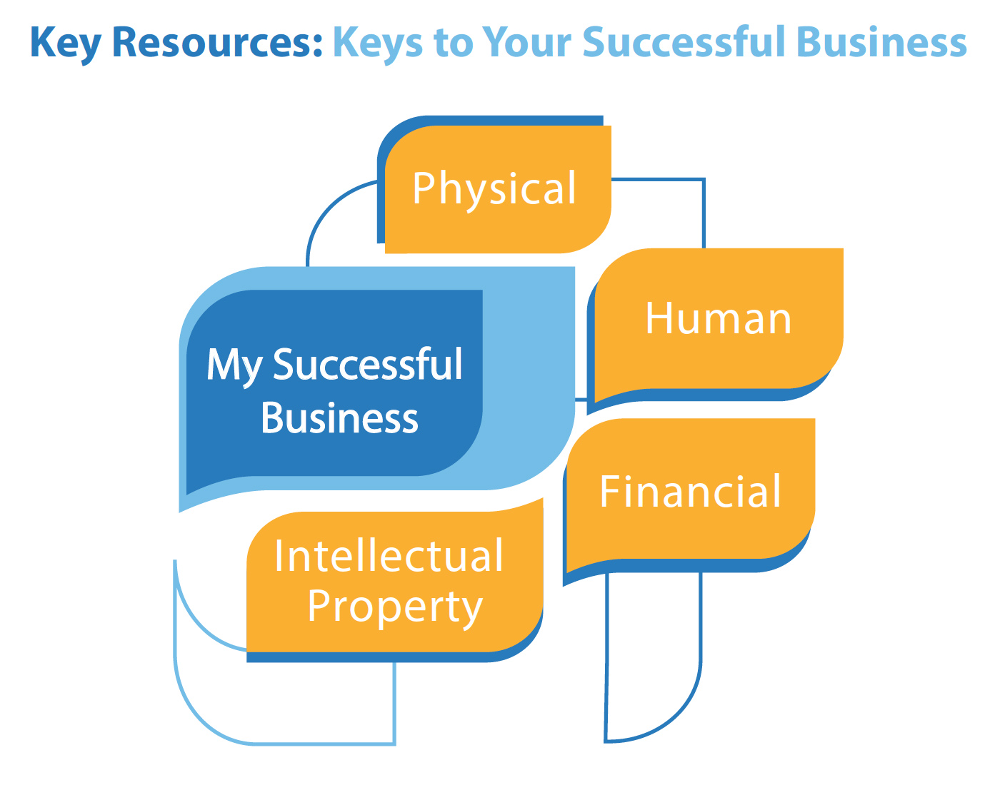 Key Resources: Keys to Your Successful Business
Physical
Human
My Successful
Business
Financial
Intellectual
Property